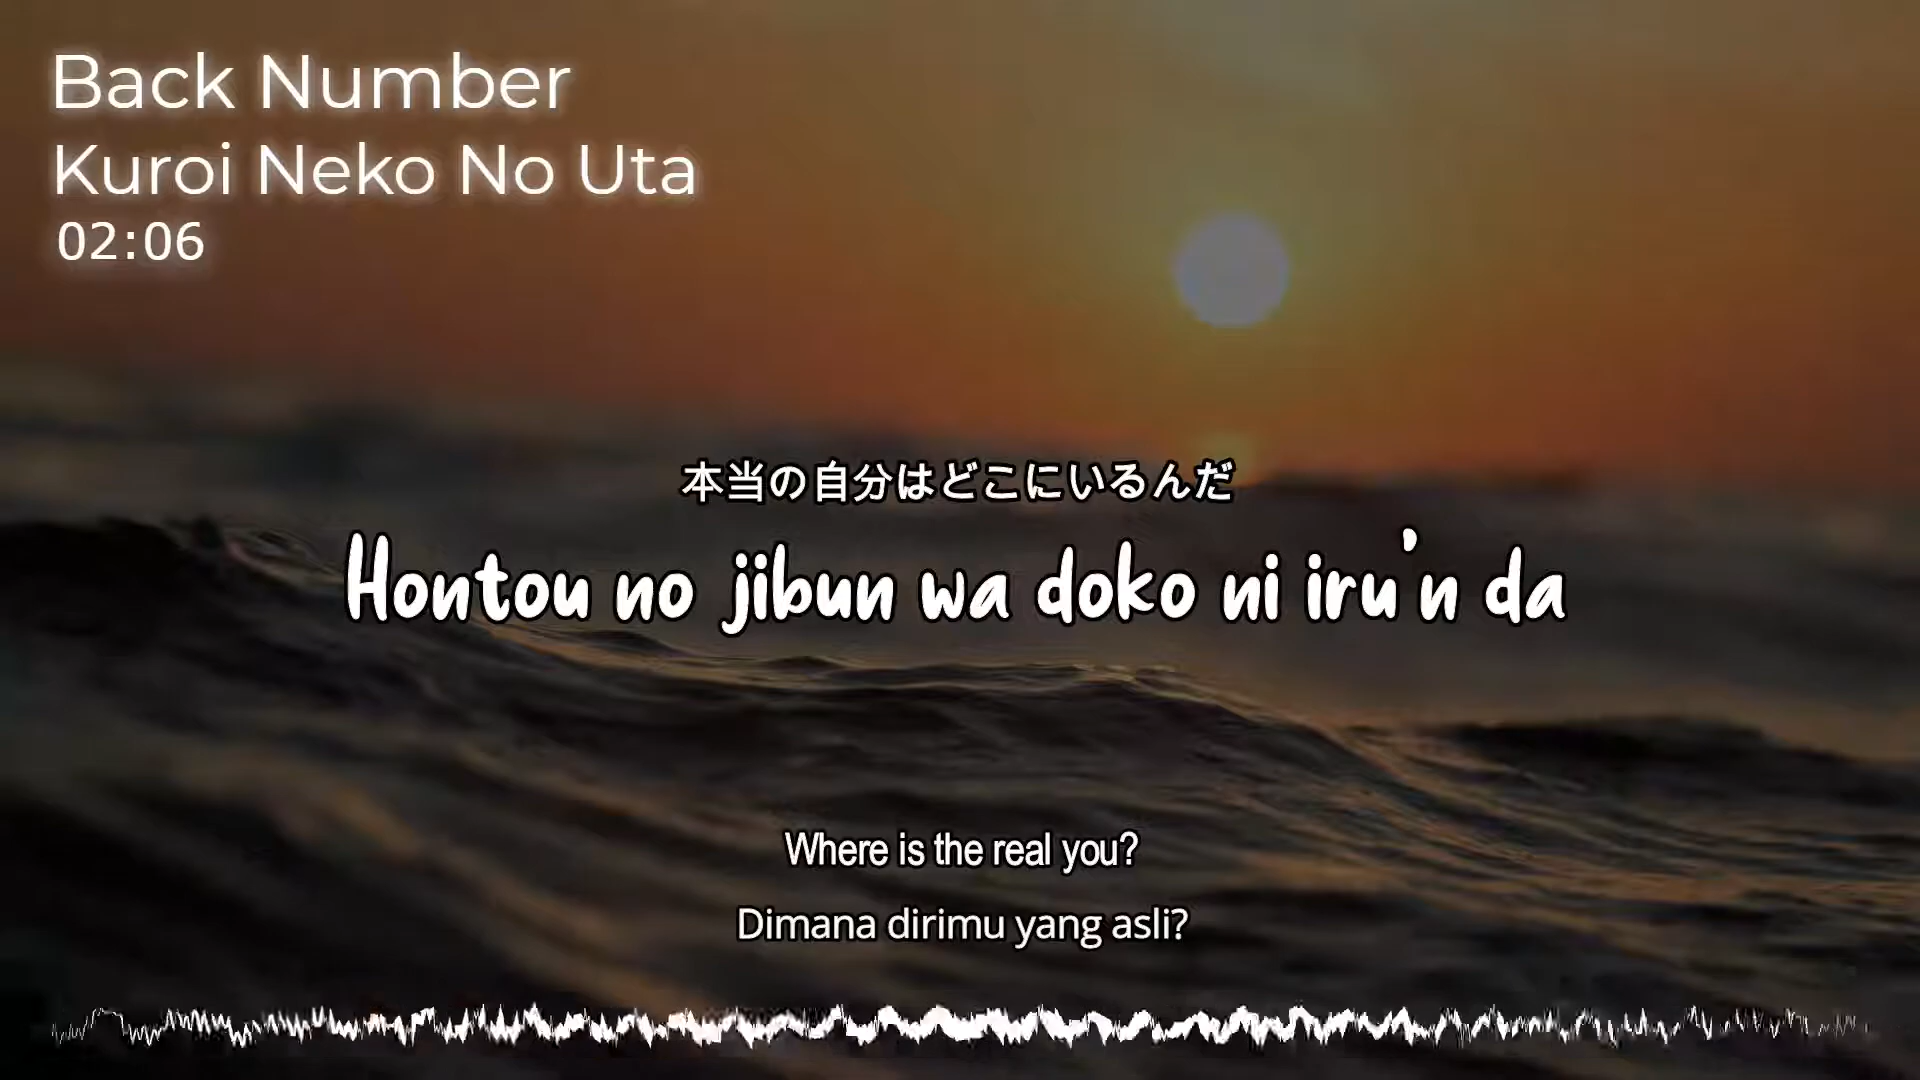 Back Number
Kuroi Neko No Uta
02:06
本当の自分はどこにいるんだ
Hontou no jibun wa doko ni iru'n da
Where is the real you?
Dimana dirimu yang asli?